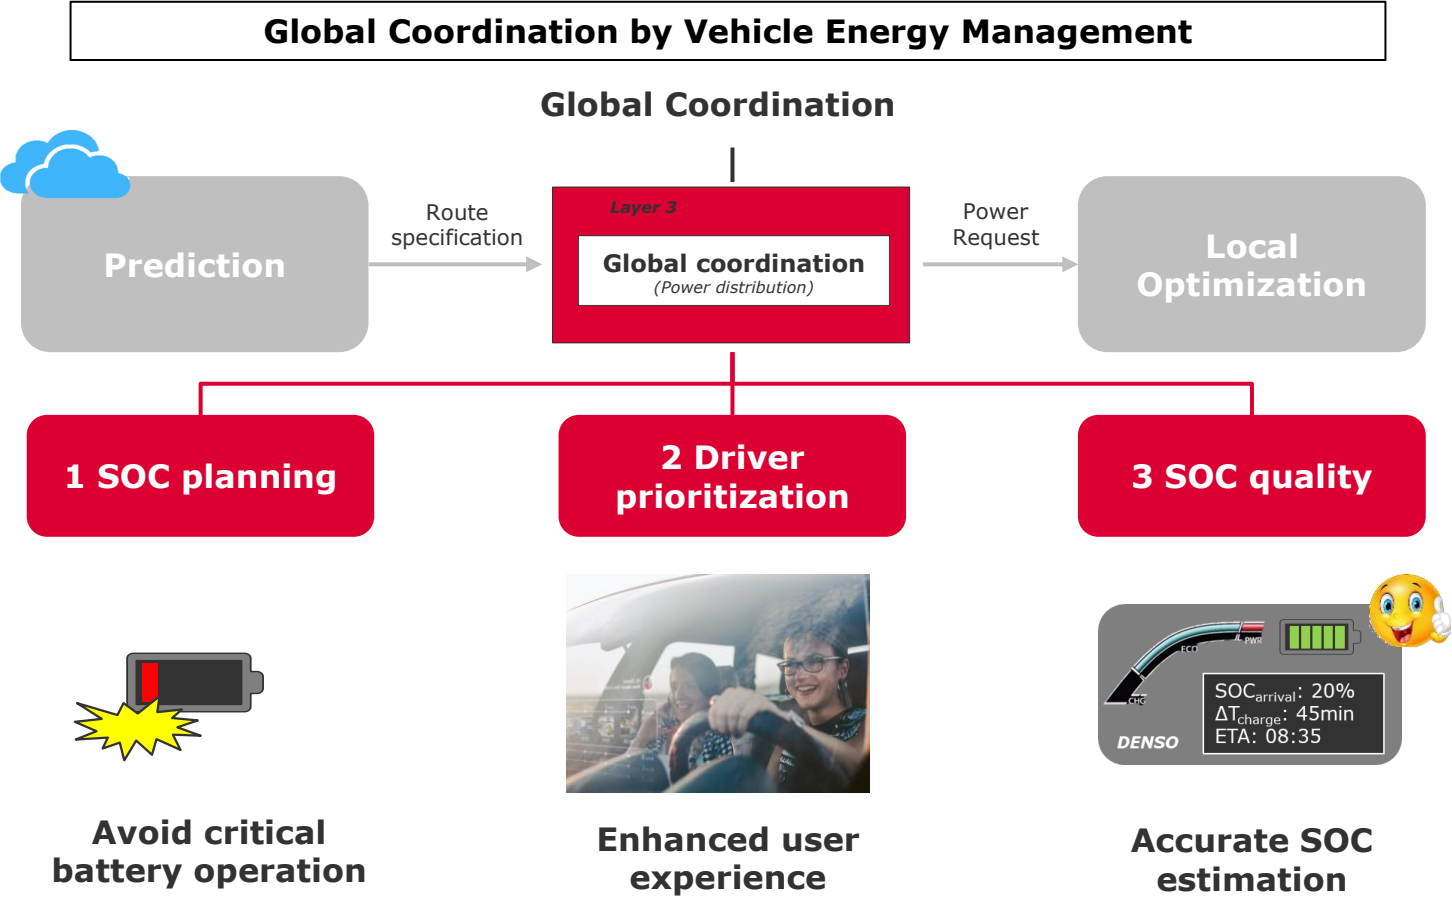 Global Coordination by Vehicle Energy Management
Global Coordination
Prediction
Route
specification
Layer 3
Global coordination
(Power distribution)
Power
Request
Local
Optimization
1 SOC planning
2 Driver
prioritization
3 SOC quality
CHG
ECO
PWR
SOCarrival: 20%
ΔTcharge: 45min
ETA: 08:35
DENSO
Avoid critical
battery operation
Enhanced user
experience
Accurate SOC
estimation